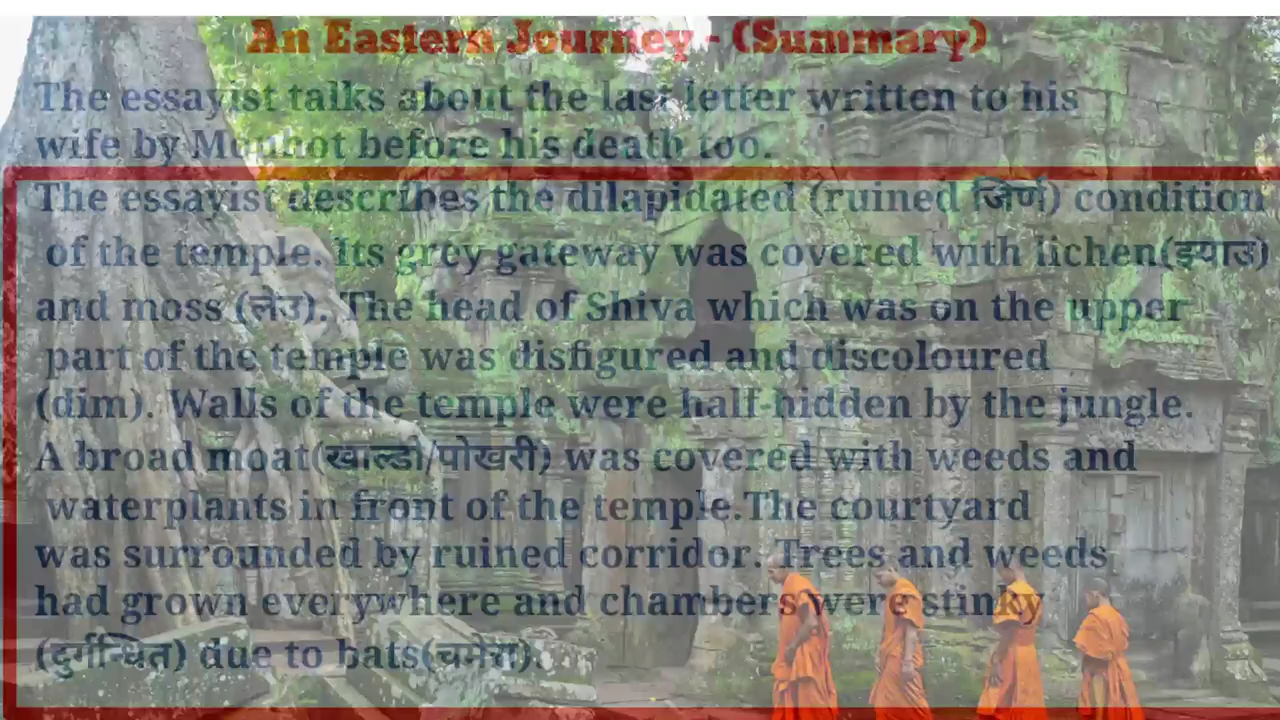 An Eastern Journey - (Summary)
The essayist talks about the last letter written to his
wife by Mouhot before his death too.
The essayist describes the dilapidated (ruined जिर्ण) condition
of the temple. Its grey gateway was covered with lichen(झ्याउ)
and moss (लेउ). The head of Shiva which was on the upper
part of the temple was disfigured and discoloured
(dim). Walls of the temple were half-hidden by the jungle.
A broad moat(खाल्डो/पोखरी) was covered with weeds and
waterplants in front of the temple.The courtyard
was surrounded by ruined corridor. Trees and weeds
had grown everywhere and chambers were stinky
(दुर्गन्धित) due to bats(चमेरा).